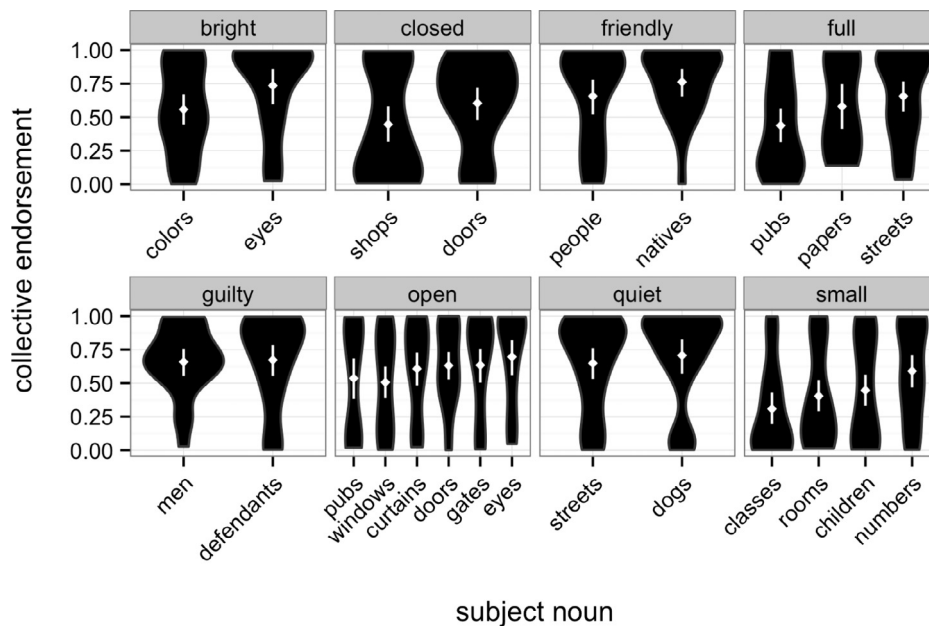 collective endorsement
bright closed friendly full
1.00
0.75
0.50
0.25
0.00
colors eyes shops doors people natives pubs papers streets
guilty open quiet small
1.00
0.75
0.50
0.25
0.00
men defendants pubs windows curtains doors gates eyes streets dogs classes rooms children numbers
subject noun